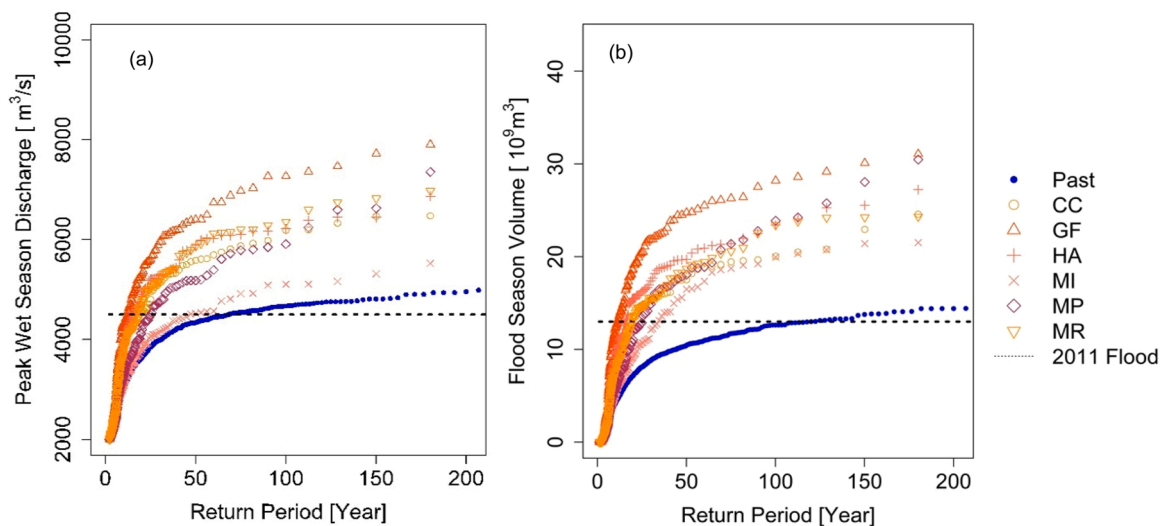 (a)
Peak Wet Season Discharge [ m³/s]
10000
8000
6000
4000
2000
0 50 100 150 200
Return Period [Year]
(b)
Flood Season Volume [ 10⁹m³]
40
30
20
10
0
0 50 100 150 200
Return Period [Year]
Past
CC
GF
HA
MI
MP
MR
2011 Flood